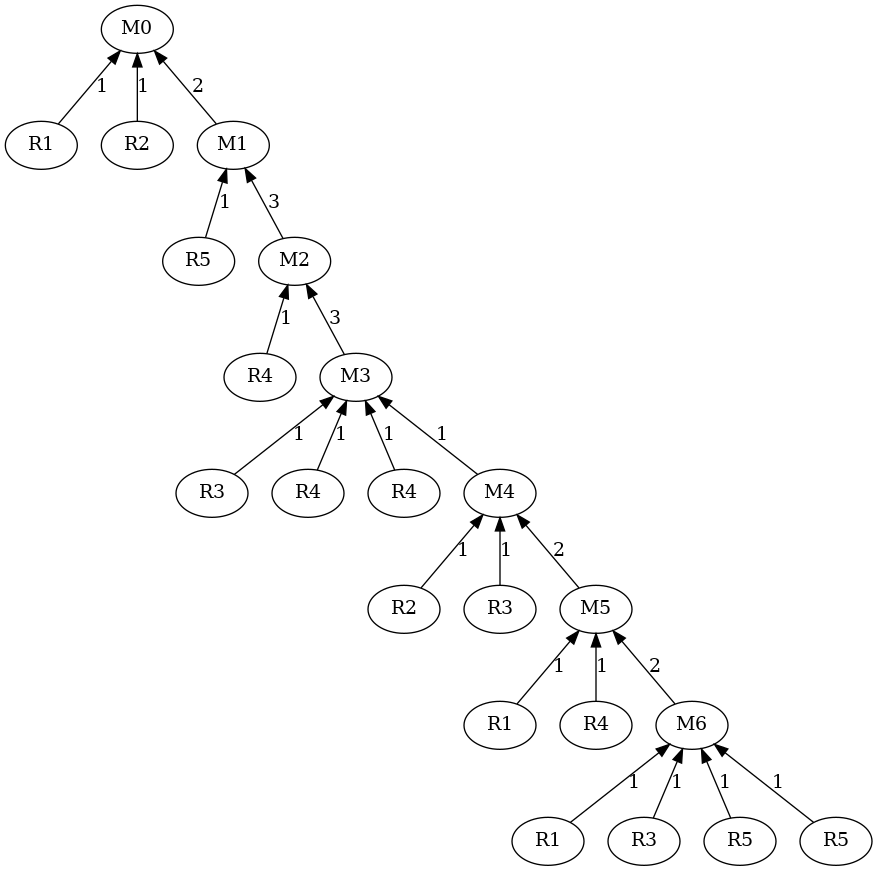 M0
1 1 2
R1 R2 M1
1 3
R5 M2
1 3
R4 M3
1 1 1 1
R3 R4 R4 M4
1 1 2
R2 R3 M5
1 1 2
R1 R4 M6
1 1 1 1
R1 R3 R5 R5